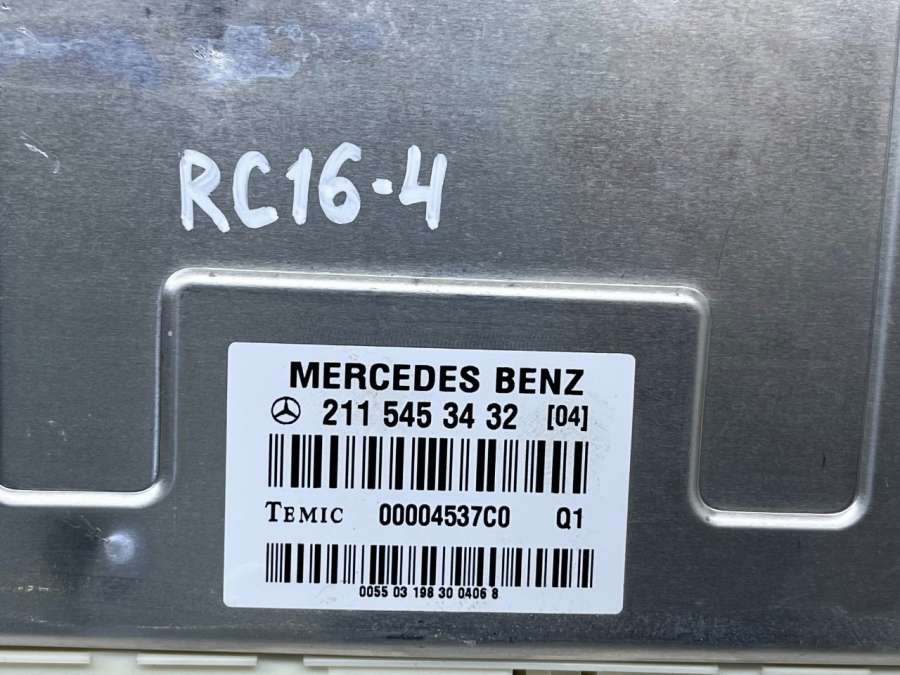 RC16-4
MERCEDES BENZ
211 545 34 32 [04]
TEMIC 00004537C0 Q1
0055 03 198 30 0406 8